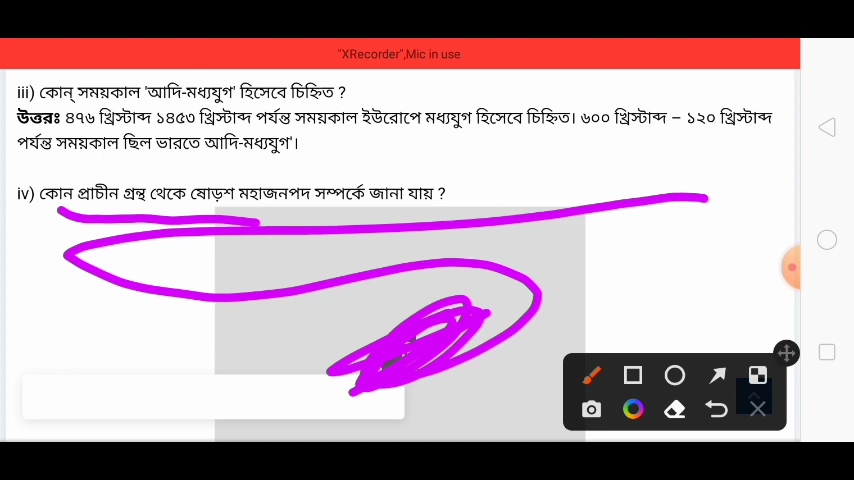 "XRecorder",Mic in use
iii) কোন্ সময়কাল 'আদি-মধ্যযুগ' হিসেবে চিহ্নিত ?
উত্তরঃ ৪৭৬ খ্রিস্টাব্দ ১৪৫৩ খ্রিস্টাব্দ পর্যন্ত সময়কাল ইউরোপে মধ্যযুগ হিসেবে চিহ্নিত। ৬০০ খ্রিস্টাব্দ – ১২০ খ্রিস্টাব্দ
পর্যন্ত সময়কাল ছিল ভারতে আদি-মধ্যযুগ'।
iv) কোন প্রাচীন গ্রন্থ থেকে ষোড়শ মহাজনপদ সম্পর্কে জানা যায় ?